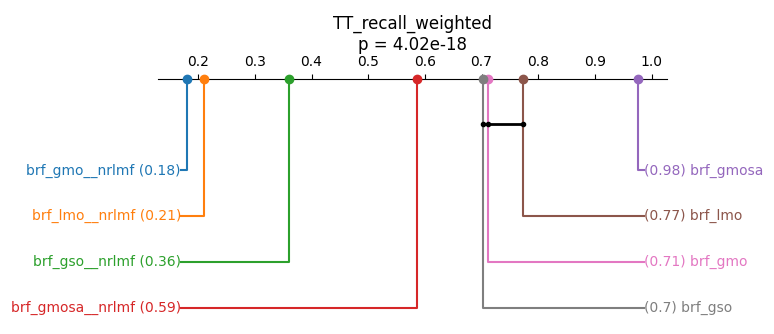 TT_recall_weighted
p = 4.02e-18
0.2 0.3 0.4 0.5 0.6 0.7 0.8 0.9 1.0
brf_gmo__nrlmf (0.18) (0.98) brf_gmosa
brf_lmo__nrlmf (0.21) (0.77) brf_lmo
brf_gso__nrlmf (0.36) (0.71) brf_gmo
brf_gmosa__nrlmf (0.59) (0.7) brf_gso